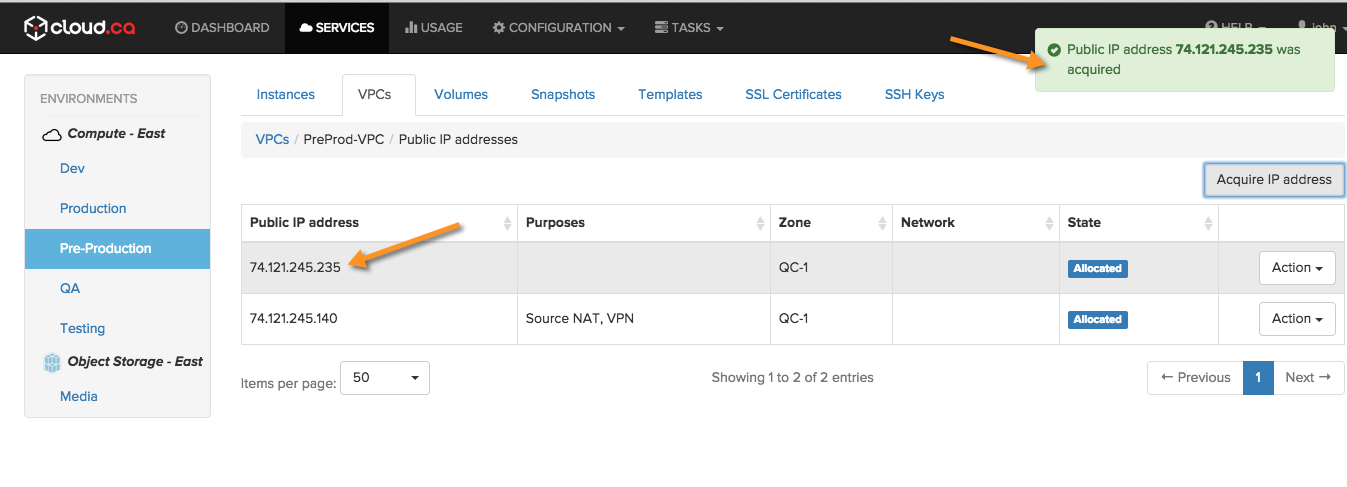 cloud.ca DASHBOARD SERVICES USAGE CONFIGURATION TASKS HELP john
Public IP address 74.121.245.235 was
acquired
ENVIRONMENTS
Compute - East
Dev
Production
Pre-Production
QA
Testing
Object Storage - East
Media
Instances VPCs Volumes Snapshots Templates SSL Certificates SSH Keys
VPCs / PreProd-VPC / Public IP addresses
Acquire IP address
Public IP address Purposes Zone Network State
74.121.245.235 QC-1 Allocated Action
74.121.245.140 Source NAT, VPN QC-1 Allocated Action
Items per page: 50 Showing 1 to 2 of 2 entries ← Previous 1 Next →